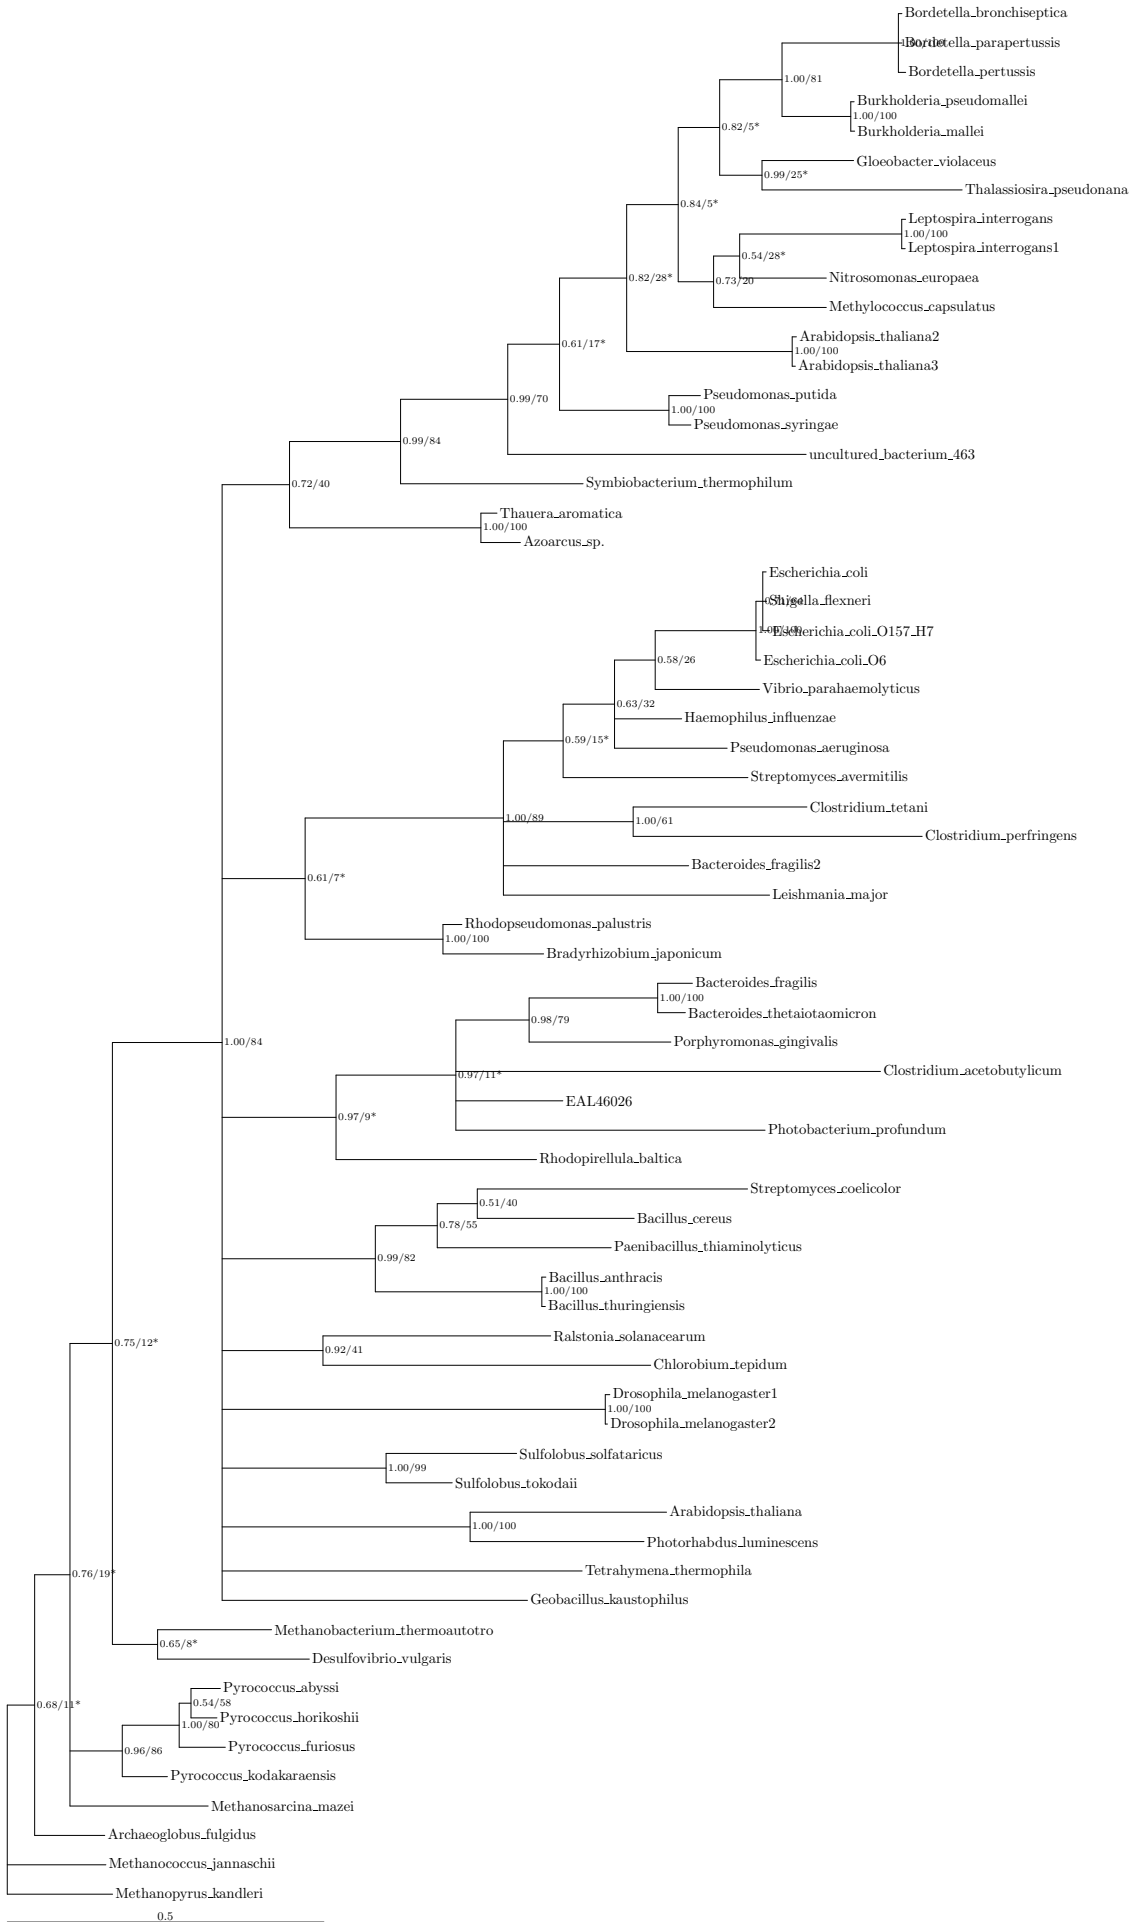 Bordetella_bronchiseptica
Bordetella_parapertussis
Bordetella_pertussis
1.00/81
Burkholderia_pseudomallei
1.00/100
Burkholderia_mallei
0.82/5*
Gloeobacter_violaceus
0.99/25*
Thalassiosira_pseudonana
0.84/5*
Leptospira_interrogans
1.00/100
Leptospira_interrogans1
0.54/28*
Nitrosomonas_europaea
0.73/20
Methylococcus_capsulatus
0.82/28*
Arabidopsis_thaliana2
1.00/100
Arabidopsis_thaliana3
0.61/17*
Pseudomonas_putida
1.00/100
Pseudomonas_syringae
0.99/70
uncultured_bacterium_463
0.99/84
Symbiobacterium_thermophilum
0.72/40
Thauera_aromatica
1.00/100
Azoarcus_sp.
Escherichia_coli
Shigella_flexneri
Escherichia_coli_O157_H7
Escherichia_coli_O6
0.58/26
Vibrio_parahaemolyticus
0.63/32
Haemophilus_influenzae
0.59/15*
Pseudomonas_aeruginosa
Streptomyces_avermitilis
Clostridium_tetani
1.00/89
1.00/61
Clostridium_perfringens
Bacteroides_fragilis2
0.61/7*
Leishmania_major
Rhodopseudomonas_palustris
1.00/100
Bradyrhizobium_japonicum
Bacteroides_fragilis
1.00/100
Bacteroides_thetaiotaomicron
0.98/79
Porphyromonas_gingivalis
1.00/84
Clostridium_acetobutylicum
0.97/11*
EAL46026
0.97/9*
Photobacterium_profundum
Rhodopirellula_baltica
Streptomyces_coelicolor
0.51/40
Bacillus_cereus
0.78/55
Paenibacillus_thiaminolyticus
0.99/82
Bacillus_anthracis
1.00/100
Bacillus_thuringiensis
Ralstonia_solanacearum
0.75/12*
0.92/41
Chlorobium_tepidum
Drosophila_melanogaster1
1.00/100
Drosophila_melanogaster2
Sulfolobus_solfataricus
1.00/99
Sulfolobus_tokodaii
Arabidopsis_thaliana
1.00/100
Photorhabdus_luminescens
0.76/19*
Tetrahymena_thermophila
Geobacillus_kaustophilus
Methanobacterium_thermoautotro
0.65/8*
Desulfovibrio_vulgaris
Pyrococcus_abyssi
0.68/11*
0.54/58
Pyrococcus_horikoshii
1.00/80
Pyrococcus_furiosus
0.96/86
Pyrococcus_kodakaraensis
Methanosarcina_mazei
Archaeoglobus_fulgidus
Methanococcus_jannaschii
Methanopyrus_kandleri
0.5